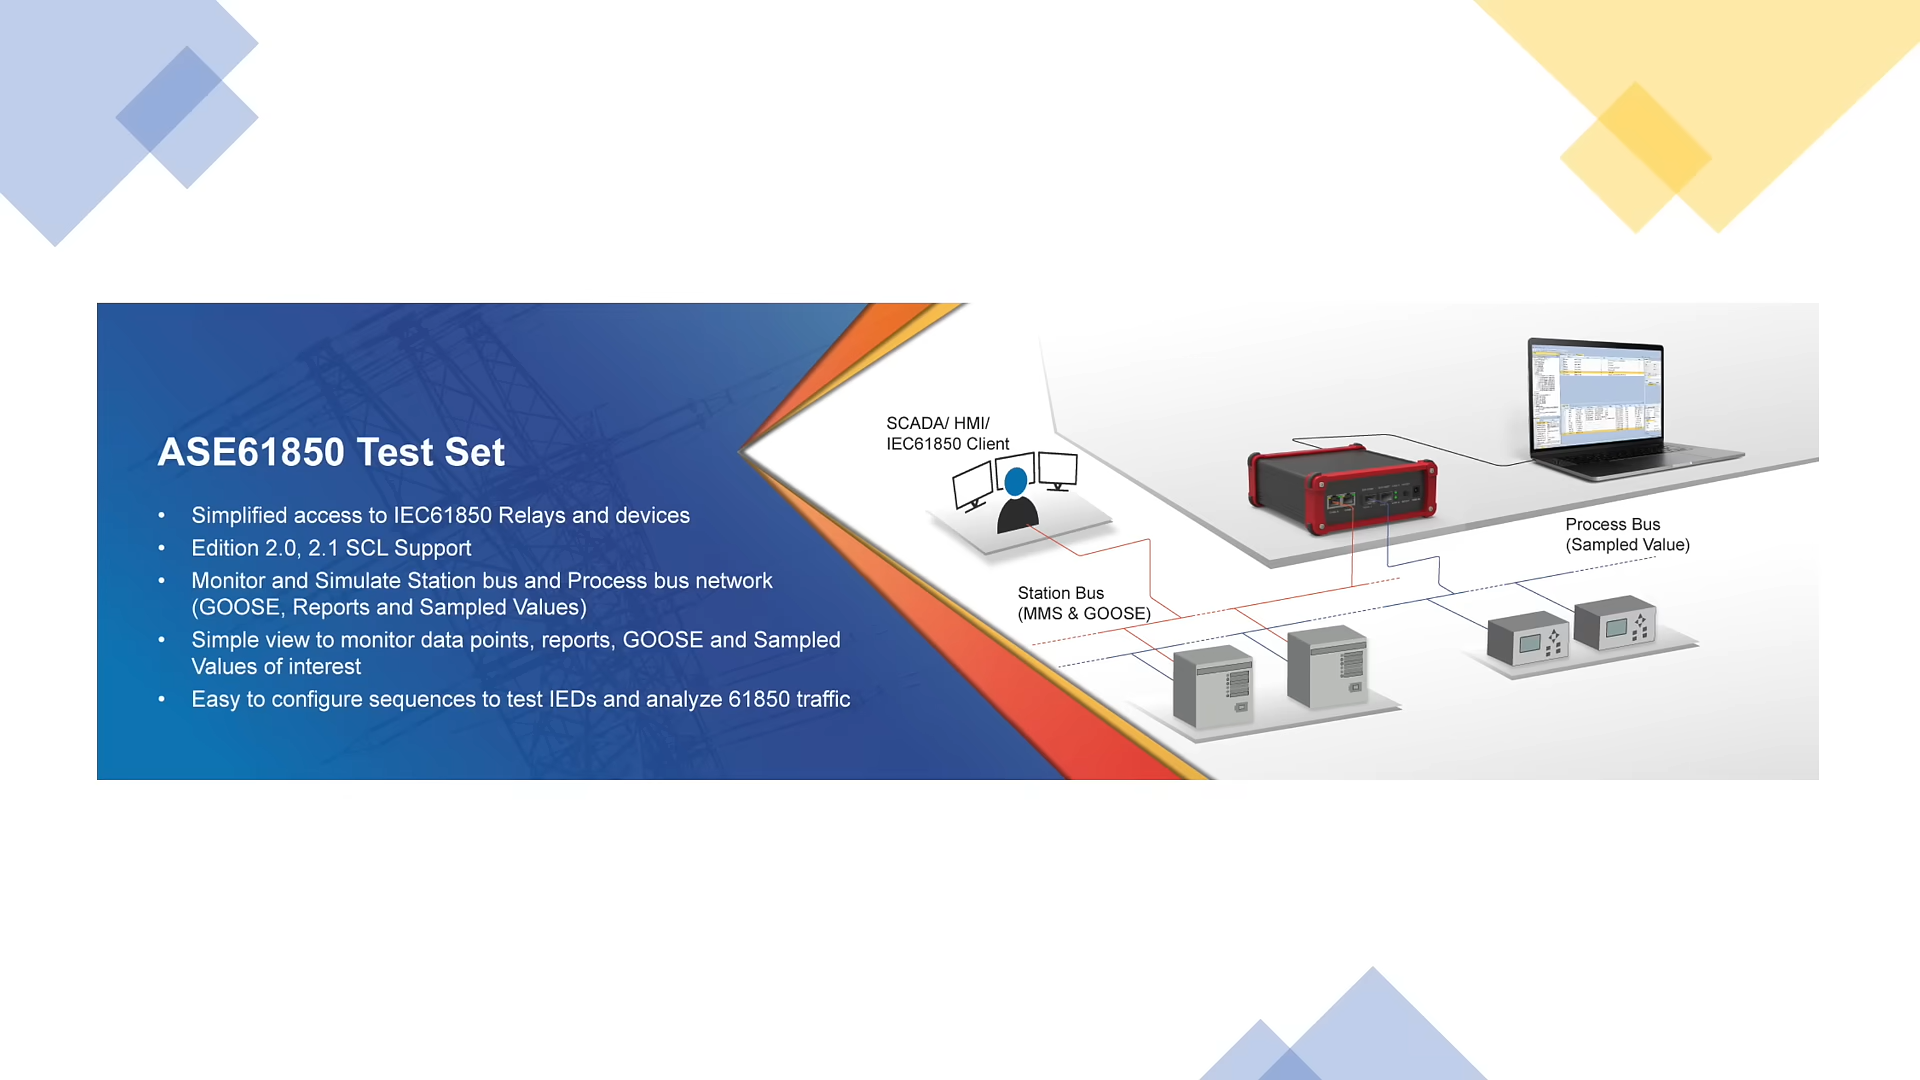 ASE61850 Test Set
• Simplified access to IEC61850 Relays and devices
• Edition 2.0, 2.1 SCL Support
• Monitor and Simulate Station bus and Process bus network
(GOOSE, Reports and Sampled Values)
• Simple view to monitor data points, reports, GOOSE and Sampled
Values of interest
• Easy to configure sequences to test IEDs and analyze 61850 traffic
SCADA/ HMI/
IEC61850 Client
Station Bus
(MMS & GOOSE)
Process Bus
(Sampled Value)